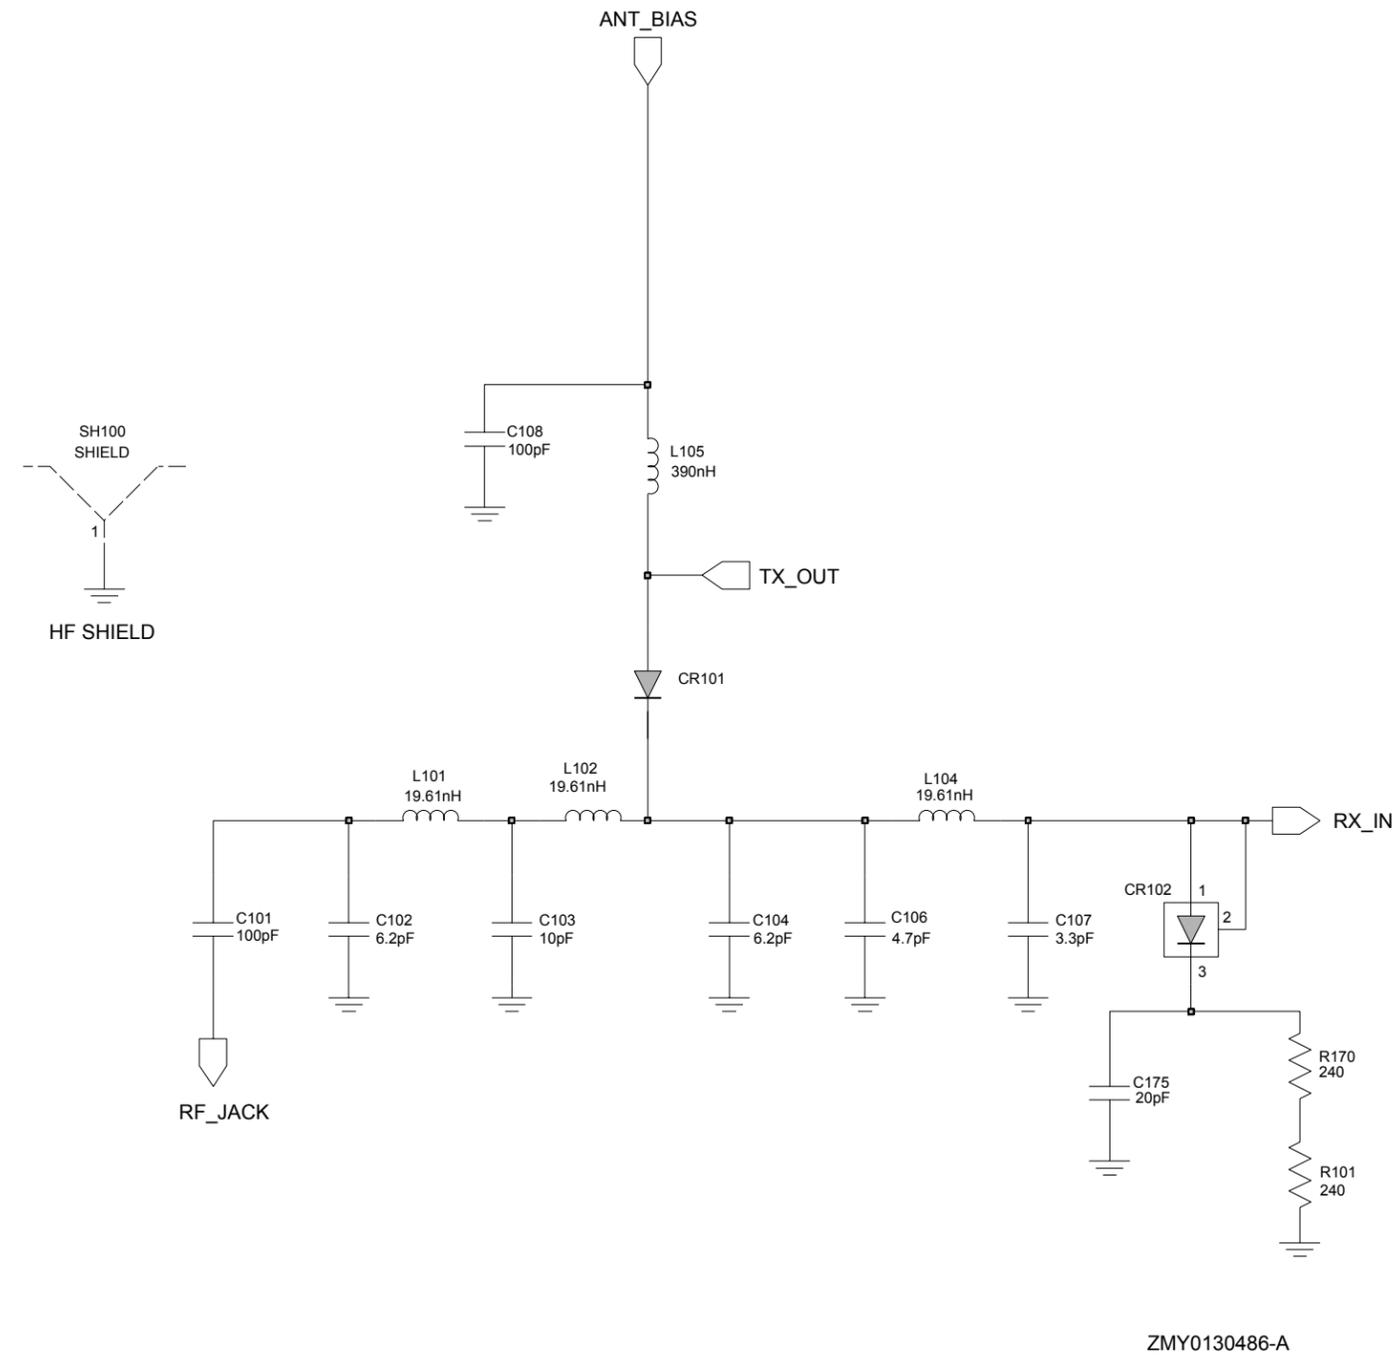 ANT_BIAS
SH100
SHIELD
1
HF SHIELD
C108
100pF
L105
390nH
TX_OUT
CR101
L101
19.61nH
L102
19.61nH
L104
19.61nH
RX_IN
C101
100pF
C102
6.2pF
C103
10pF
C104
6.2pF
C106
4.7pF
C107
3.3pF
CR102
1
2
3
RF_JACK
C175
20pF
R170
240
R101
240
ZMY0130486-A